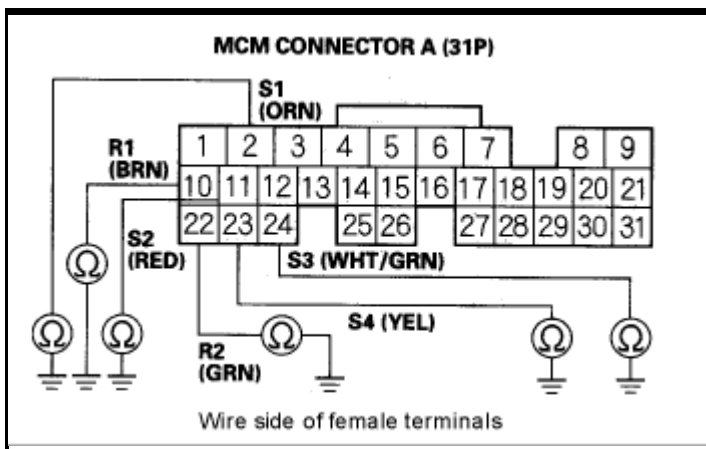 MCM CONNECTOR A (31P)
S1
(ORN)
R1
(BRN)
1 2 3 4 5 6 7 8 9
10 11 12 13 14 15 16 17 18 19 20 21
22 23 24 25 26 27 28 29 30 31
S2
(RED)
S3 (WHT/GRN)
Ω
Ω Ω Ω Ω Ω
S4 (YEL)
R2
(GRN)
Wire side of female terminals